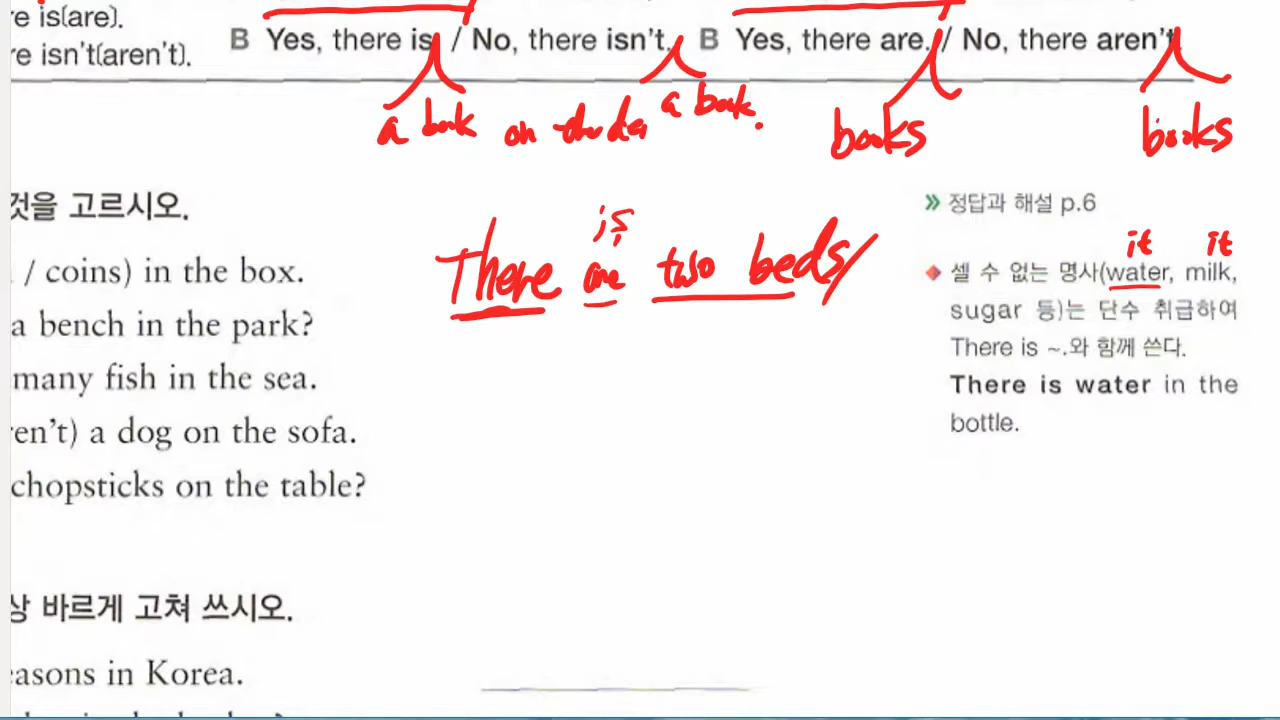 re is(are).
B Yes, there is. / No, there isn't. B Yes, there are. / No, there aren't.
re isn't(aren't).
a book on the des a book.
books
books
것을 고르시오.
/ coins) in the box.
a bench in the park?
many fish in the sea.
ren't) a dog on the sofa.
chopsticks on the table?
is
There are two beds/
» 정답과 해설 p.6
it it
셀 수 없는 명사(water, milk,
sugar 등)는 단수 취급하여
There is ~.와 함께 쓴다.
There is water in the
bottle.
상 바르게 고쳐 쓰시오.
easons in Korea.